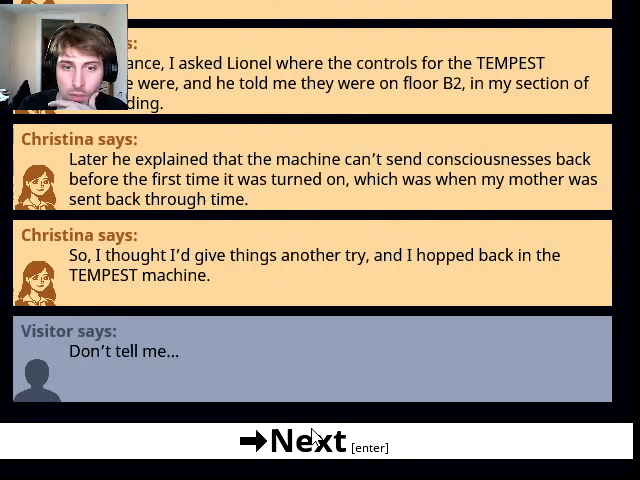 s:
ance, I asked Lionel where the controls for the TEMPEST
e were, and he told me they were on floor B2, in my section of
ding.
Christina says:
Later he explained that the machine can’t send consciousnesses back
before the first time it was turned on, which was when my mother was
sent back through time.
Christina says:
So, I thought I’d give things another try, and I hopped back in the
TEMPEST machine.
Visitor says:
Don’t tell me...
➡Next [enter]